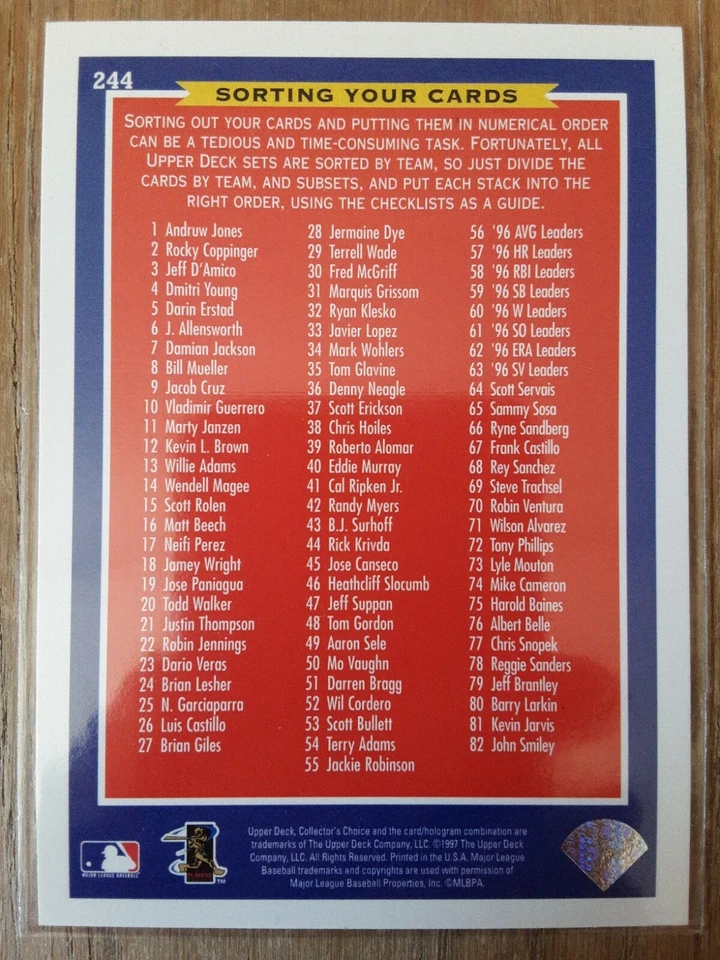 244
SORTING YOUR CARDS
SORTING OUT YOUR CARDS AND PUTTING THEM IN NUMERICAL ORDER
CAN BE A TEDIOUS AND TIME-CONSUMING TASK. FORTUNATELY, ALL
UPPER DECK SETS ARE SORTED BY TEAM, SO JUST DIVIDE THE
CARDS BY TEAM, AND SUBSETS, AND PUT EACH STACK INTO THE
RIGHT ORDER, USING THE CHECKLISTS AS A GUIDE.
1 Andruw Jones
2 Rocky Coppinger
3 Jeff D'Amico
4 Dmitri Young
5 Darin Erstad
6 J. Allensworth
7 Damian Jackson
8 Bill Mueller
9 Jacob Cruz
10 Vladimir Guerrero
11 Marty Janzen
12 Kevin L. Brown
13 Willie Adams
14 Wendell Magee
15 Scott Rolen
16 Matt Beech
17 Neifi Perez
18 Jamey Wright
19 Jose Paniagua
20 Todd Walker
21 Justin Thompson
22 Robin Jennings
23 Dario Veras
24 Brian Lesher
25 N. Garciaparra
26 Luis Castillo
27 Brian Giles
28 Jermaine Dye
29 Terrell Wade
30 Fred McGriff
31 Marquis Grissom
32 Ryan Klesko
33 Javier Lopez
34 Mark Wohlers
35 Tom Glavine
36 Denny Neagle
37 Scott Erickson
38 Chris Hoiles
39 Roberto Alomar
40 Eddie Murray
41 Cal Ripken Jr.
42 Randy Myers
43 B.J. Surhoff
44 Rick Krivda
45 Jose Canseco
46 Heathcliff Slocumb
47 Jeff Suppan
48 Tom Gordon
49 Aaron Sele
50 Mo Vaughn
51 Darren Bragg
52 Wil Cordero
53 Scott Bullett
54 Terry Adams
55 Jackie Robinson
56 '96 AVG Leaders
57 '96 HR Leaders
58 '96 RBI Leaders
59 '96 SB Leaders
60 '96 W Leaders
61 '96 SO Leaders
62 '96 ERA Leaders
63 '96 SV Leaders
64 Scott Servais
65 Sammy Sosa
66 Ryne Sandberg
67 Frank Castillo
68 Rey Sanchez
69 Steve Trachsel
70 Robin Ventura
71 Wilson Alvarez
72 Tony Phillips
73 Lyle Mouton
74 Mike Cameron
75 Harold Baines
76 Albert Belle
77 Chris Snopek
78 Reggie Sanders
79 Jeff Brantley
80 Barry Larkin
81 Kevin Jarvis
82 John Smiley
MAJOR LEAGUE BASEBALL
PLAYERS
TM
Upper Deck, Collector's Choice and the card/hologram combination are
trademarks of The Upper Deck Company, LLC. ©1997 The Upper Deck
Company, LLC. All Rights Reserved. Printed in the U.S.A. Major League
Baseball trademarks and copyrights are used with permission of
Major League Baseball Properties, Inc. ©MLBPA.